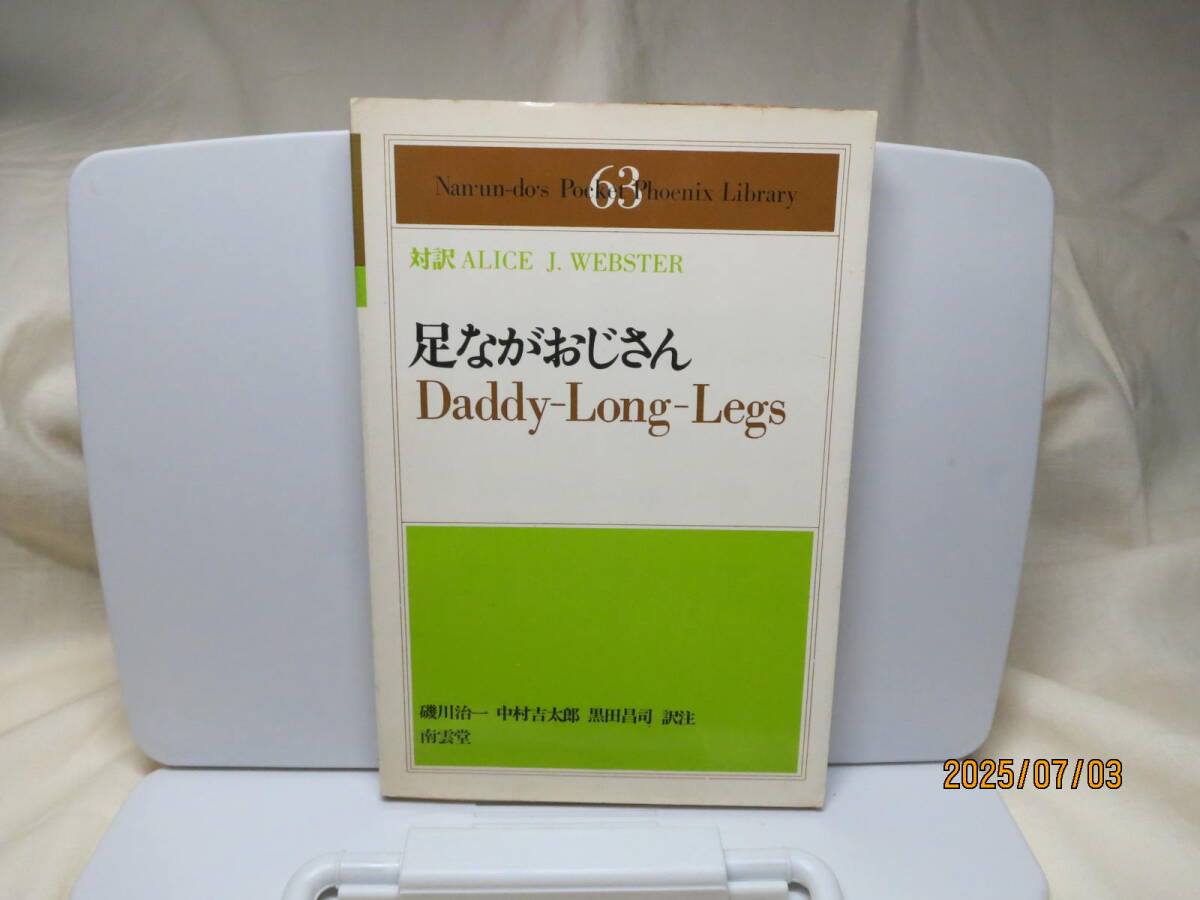 Nan'un-do's Pocket Phoenix Library
63
対訳 ALICE J. WEBSTER
足ながおじさん
Daddy-Long-Legs
磯川治一 中村吉太郎 黒田昌司 訳注
南雲堂
2025/07/03